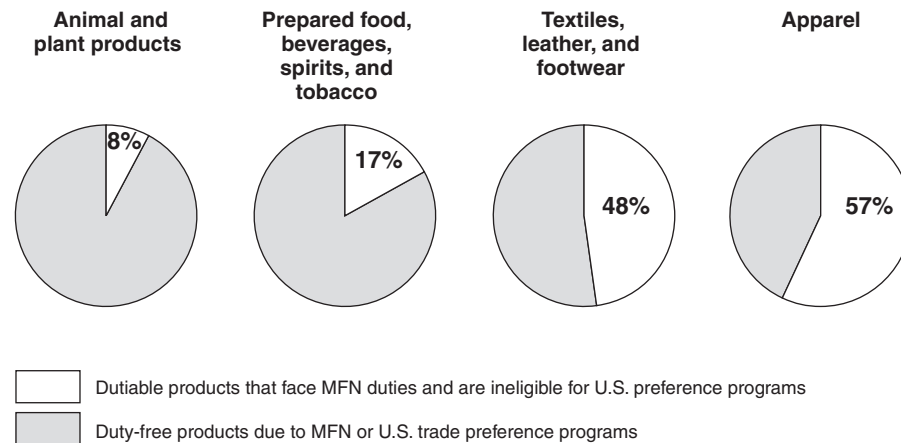 Animal and
plant products
Prepared food,
beverages,
spirits, and
tobacco
Textiles,
leather, and
footwear
Apparel
8%
17%
48%
57%
Dutiable products that face MFN duties and are ineligible for U.S. preference programs
Duty-free products due to MFN or U.S. trade preference programs